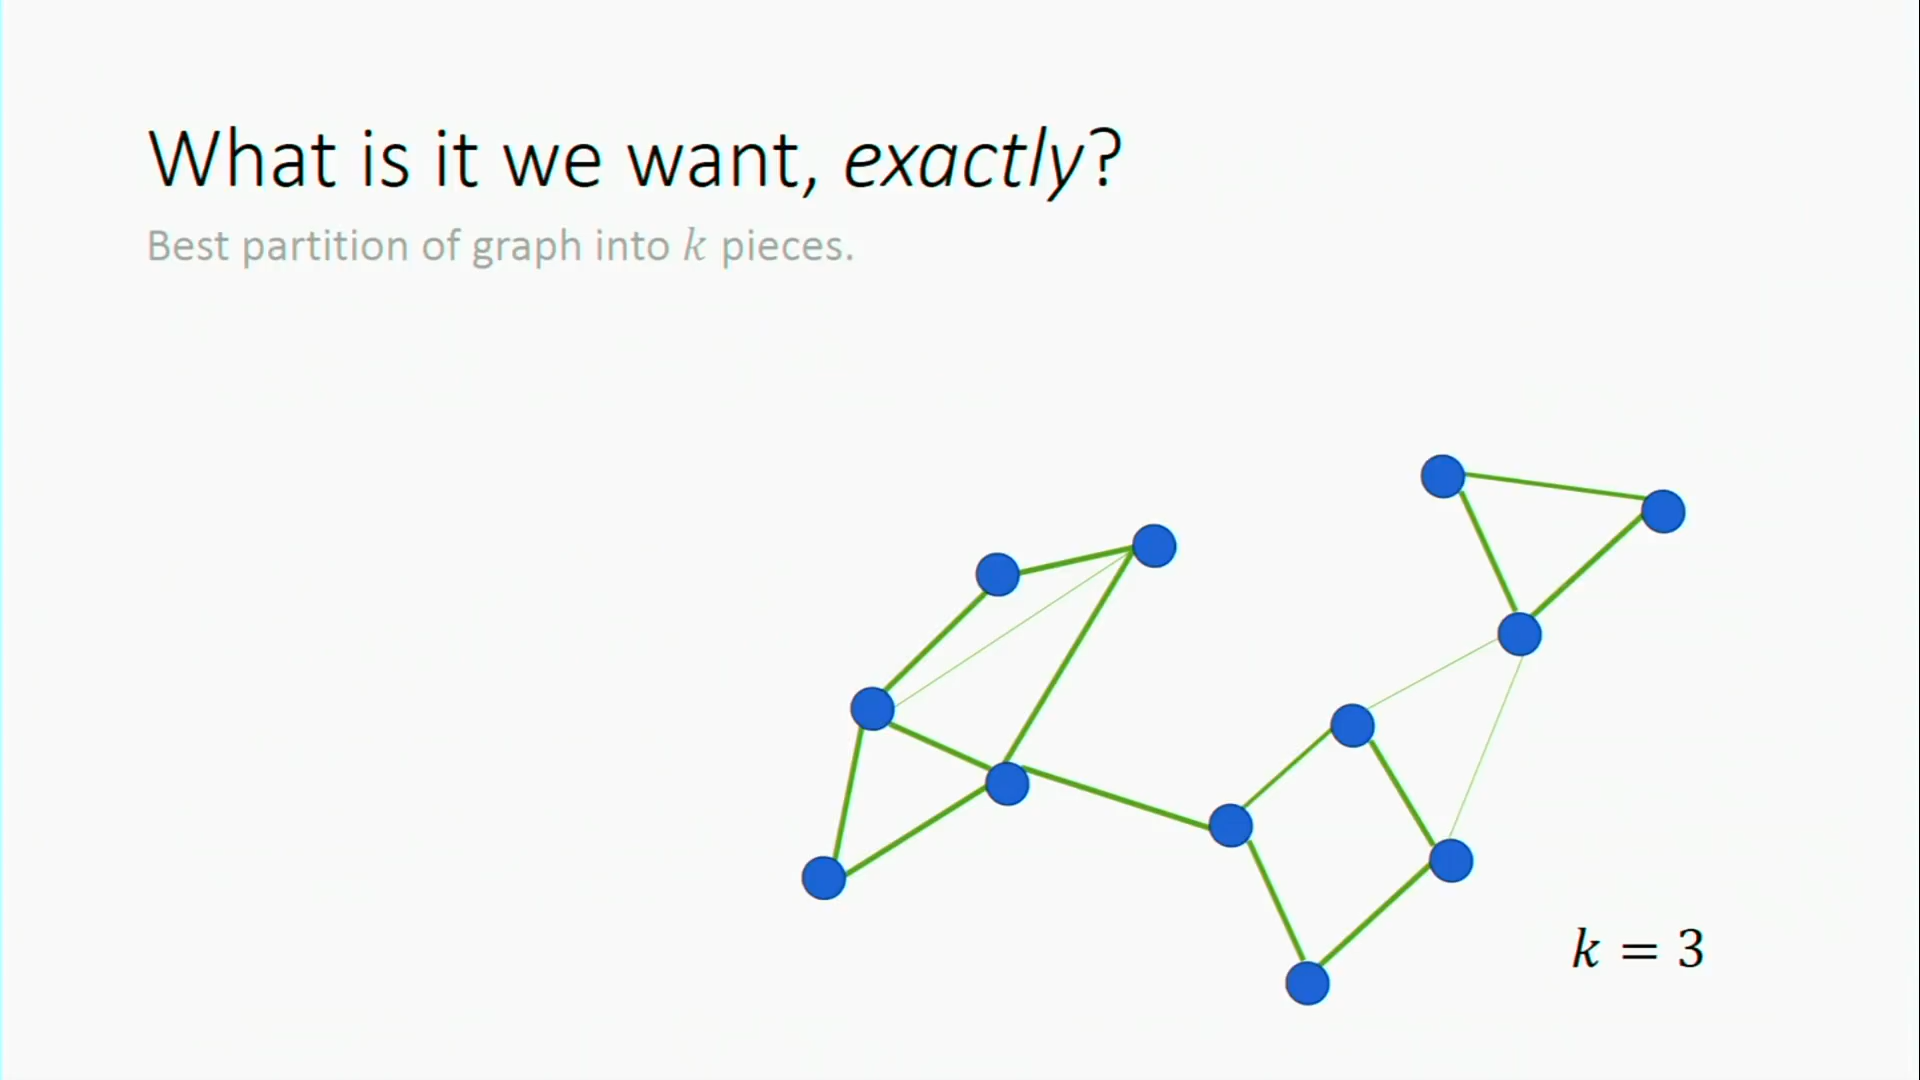 What is it we want, exactly?
Best partition of graph into k pieces.
k = 3